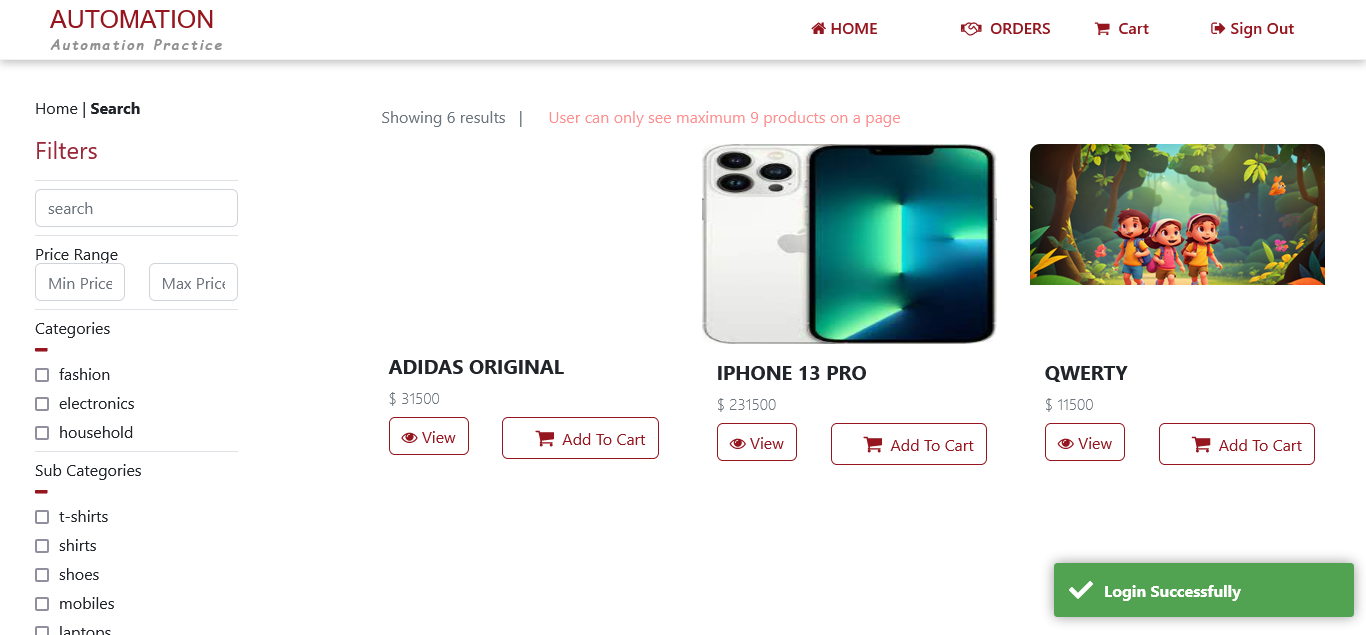 AUTOMATION
Automation Practice
HOME
ORDERS
Cart
Sign Out
Home | Search
Showing 6 results |
User can only see maximum 9 products on a page
Filters
search
Price Range
Min Price
Max Price
Categories
fashion
electronics
household
Sub Categories
t-shirts
shirts
shoes
mobiles
laptops
ADIDAS ORIGINAL
$ 31500
View
Add To Cart
IPHONE 13 PRO
$ 231500
View
Add To Cart
QWERTY
$ 11500
View
Add To Cart
Login Successfully